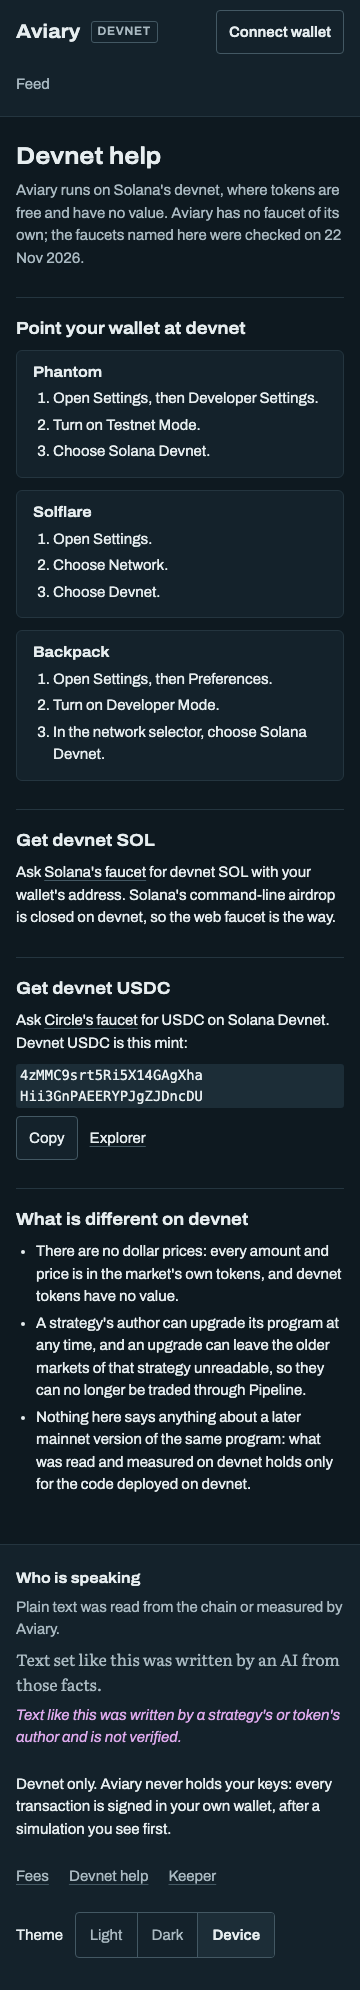 Aviary DEVNET Connect wallet
Feed
Devnet help
Aviary runs on Solana's devnet, where tokens are
free and have no value. Aviary has no faucet of its
own; the faucets named here were checked on 22
Nov 2026.
Point your wallet at devnet
Phantom
1. Open Settings, then Developer Settings.
2. Turn on Testnet Mode.
3. Choose Solana Devnet.
Solflare
1. Open Settings.
2. Choose Network.
3. Choose Devnet.
Backpack
1. Open Settings, then Preferences.
2. Turn on Developer Mode.
3. In the network selector, choose Solana
Devnet.
Get devnet SOL
Ask Solana's faucet for devnet SOL with your
wallet's address. Solana's command-line airdrop
is closed on devnet, so the web faucet is the way.
Get devnet USDC
Ask Circle's faucet for USDC on Solana Devnet.
Devnet USDC is this mint:
4zMMC9srt5Ri5X14GAgXha
Hii3GnPAEERYPJgZJDncDU
Copy Explorer
What is different on devnet
• There are no dollar prices: every amount and
price is in the market's own tokens, and devnet
tokens have no value.
• A strategy's author can upgrade its program at
any time, and an upgrade can leave the older
markets of that strategy unreadable, so they
can no longer be traded through Pipeline.
• Nothing here says anything about a later
mainnet version of the same program: what
was read and measured on devnet holds only
for the code deployed on devnet.
Who is speaking
Plain text was read from the chain or measured by
Aviary.
Text set like this was written by an AI from
those facts.
Text like this was written by a strategy's or token's
author and is not verified.
Devnet only. Aviary never holds your keys: every
transaction is signed in your own wallet, after a
simulation you see first.
Fees Devnet help Keeper
Theme Light Dark Device